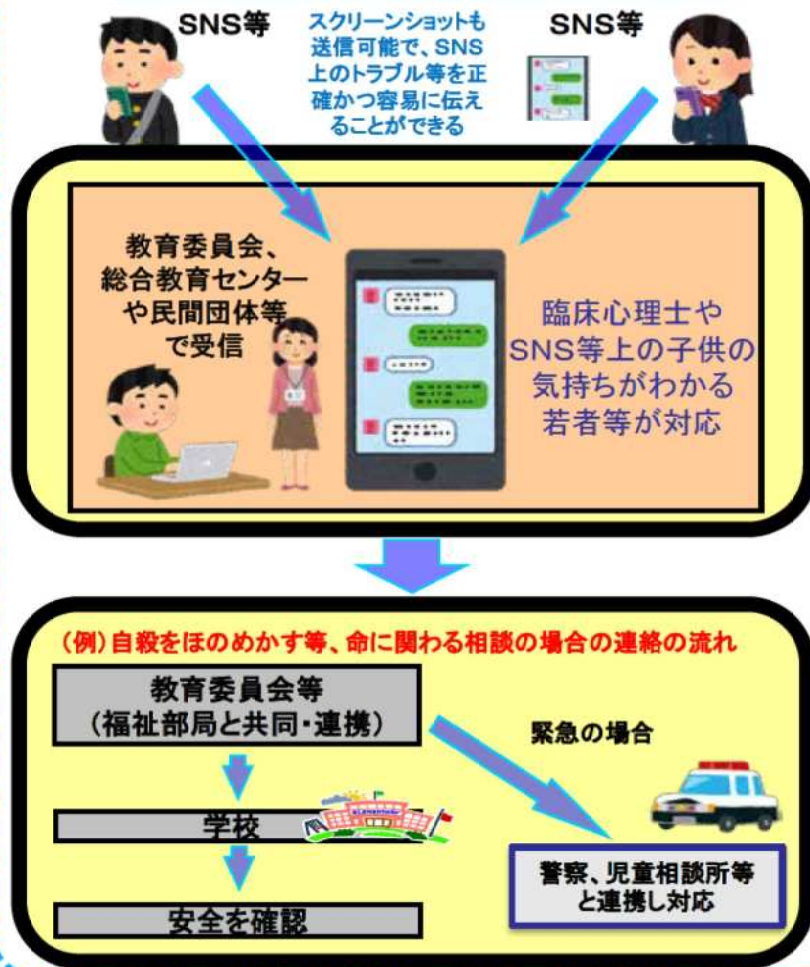 SNS等
スクリーンショットも
送信可能で、SNS
上のトラブル等を正
確かつ容易に伝え
ることができる
SNS等
教育委員会、
総合教育センター
や民間団体等
で受信
臨床心理士や
SNS等上の子供の
気持ちがわかる
若者等が対応
(例)自殺をほのめかす等、命に関わる相談の場合の連絡の流れ
教育委員会等
(福祉部局と共同・連携)
緊急の場合
学校
警察、児童相談所等
と連携し対応
安全を確認